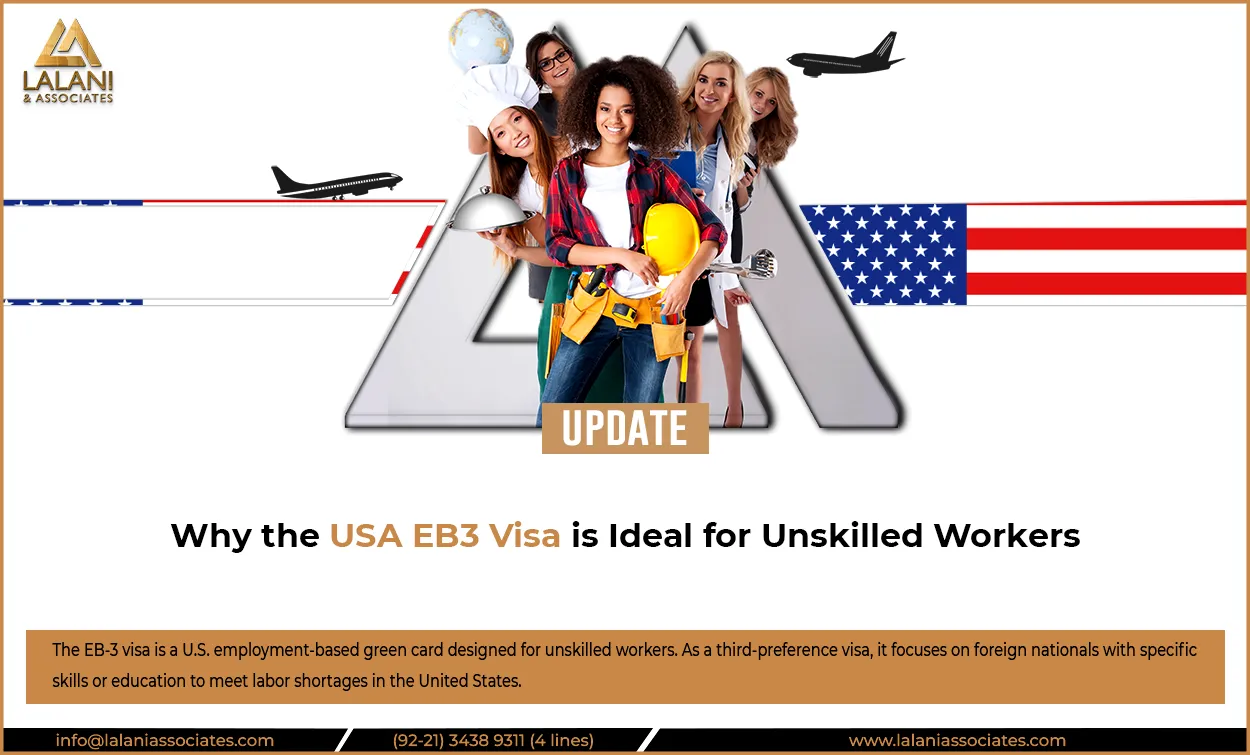 LALANI
& ASSOCIATES
UPDATE
Why the USA EB3 Visa is Ideal for Unskilled Workers
The EB-3 visa is a U.S. employment-based green card designed for unskilled workers. As a third-preference visa, it focuses on foreign nationals with specific
skills or education to meet labor shortages in the United States.
info@lalaniassociates.com (92-21) 3438 9311 (4 lines) www.lalaniassociates.com